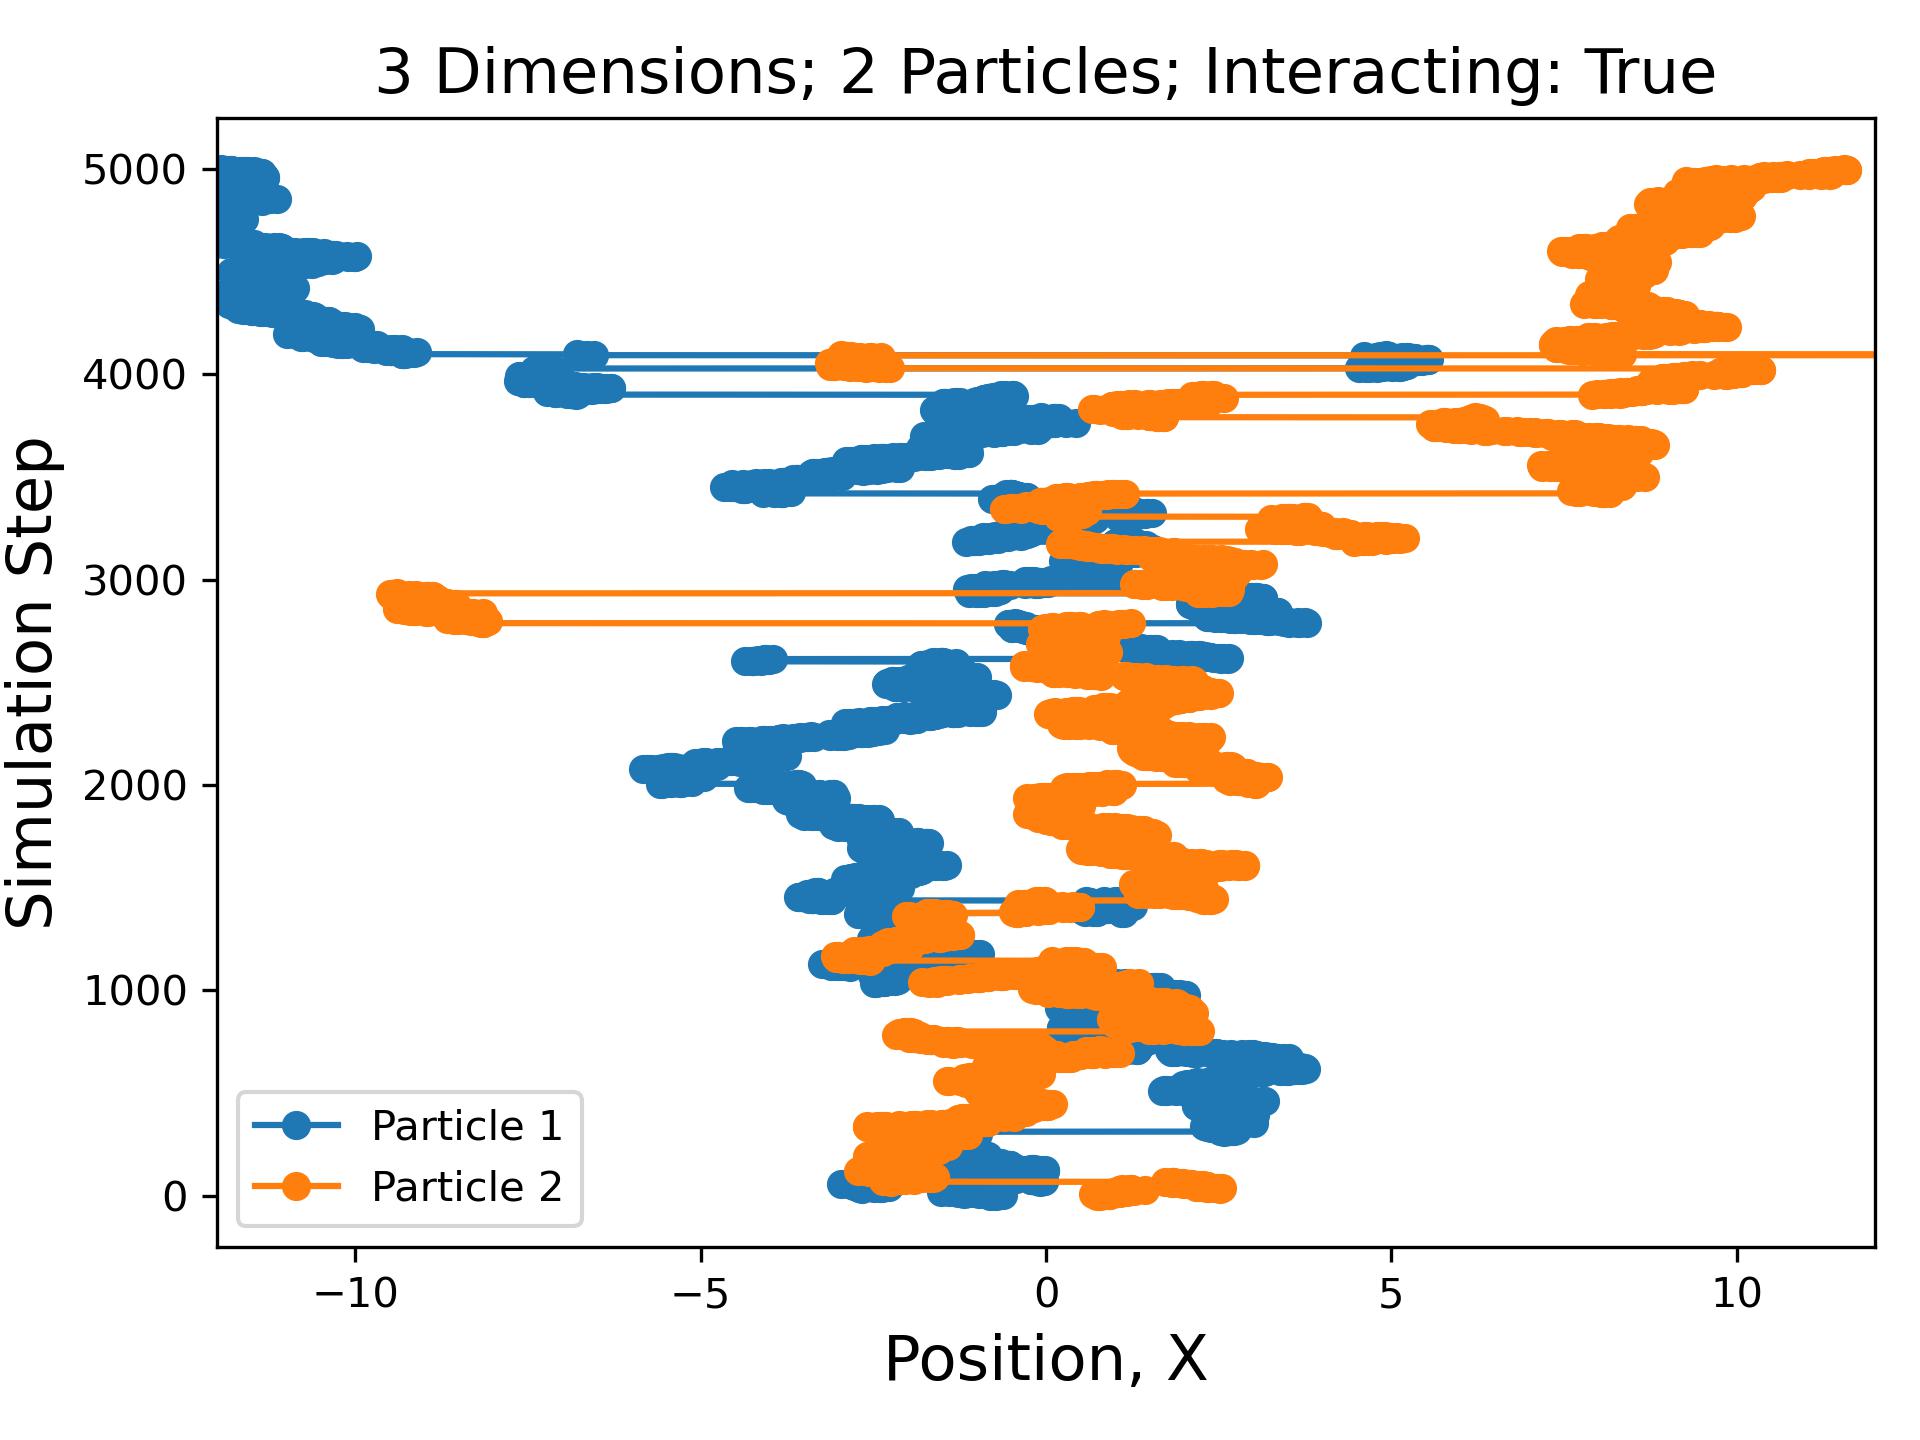 3 Dimensions; 2 Particles; Interacting: True
Simulation Step
5000
4000
3000
2000
1000
0
Particle 1
Particle 2
−10
−5
0
5
10
Position, X